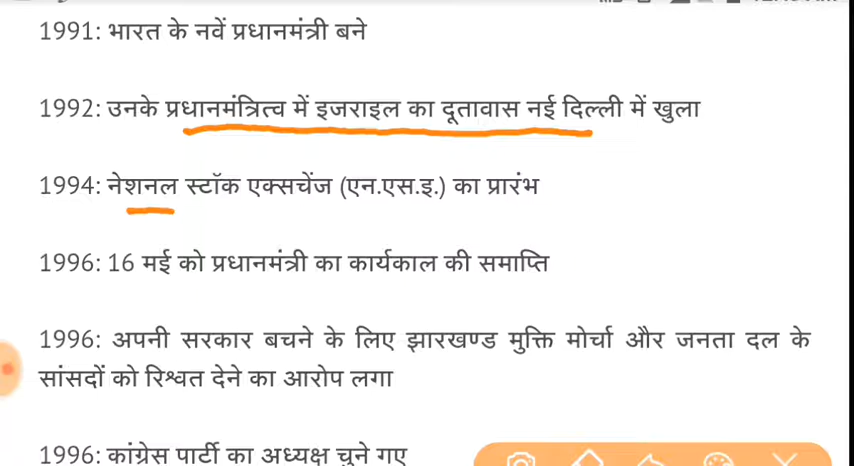 1991: भारत के नवें प्रधानमंत्री बने
1992: उनके प्रधानमंत्रित्व में इजराइल का दूतावास नई दिल्ली में खुला
1994: नेशनल स्टॉक एक्सचेंज (एन.एस.इ.) का प्रारंभ
1996: 16 मई को प्रधानमंत्री का कार्यकाल की समाप्ति
1996: अपनी सरकार बचने के लिए झारखण्ड मुक्ति मोर्चा और जनता दल के
सांसदों को रिश्वत देने का आरोप लगा
1996: कांग्रेस पार्टी का अध्यक्ष चुने गए